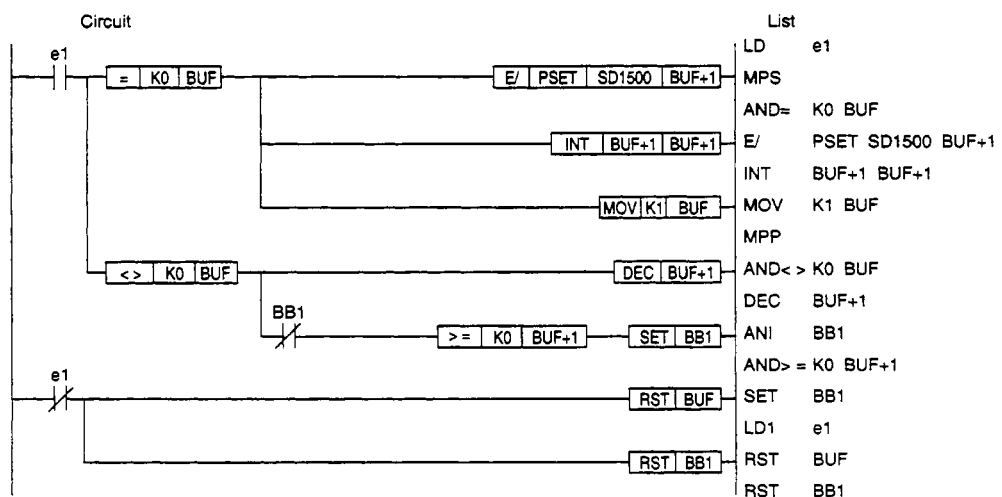 Circuit
e1
= K0 BUF
E/ PSET SD1500 BUF+1
INT BUF+1 BUF+1
MOV K1 BUF
<> K0 BUF
DEC BUF+1
BB1
>= K0 BUF+1
SET BB1
e1
RST BUF
RST BB1
List
LD e1
MPS
AND= K0 BUF
E/ PSET SD1500 BUF+1
INT BUF+1 BUF+1
MOV K1 BUF
MPP
AND< > K0 BUF
DEC BUF+1
ANI BB1
AND> = K0 BUF+1
SET BB1
LD1 e1
RST BUF
RST BB1